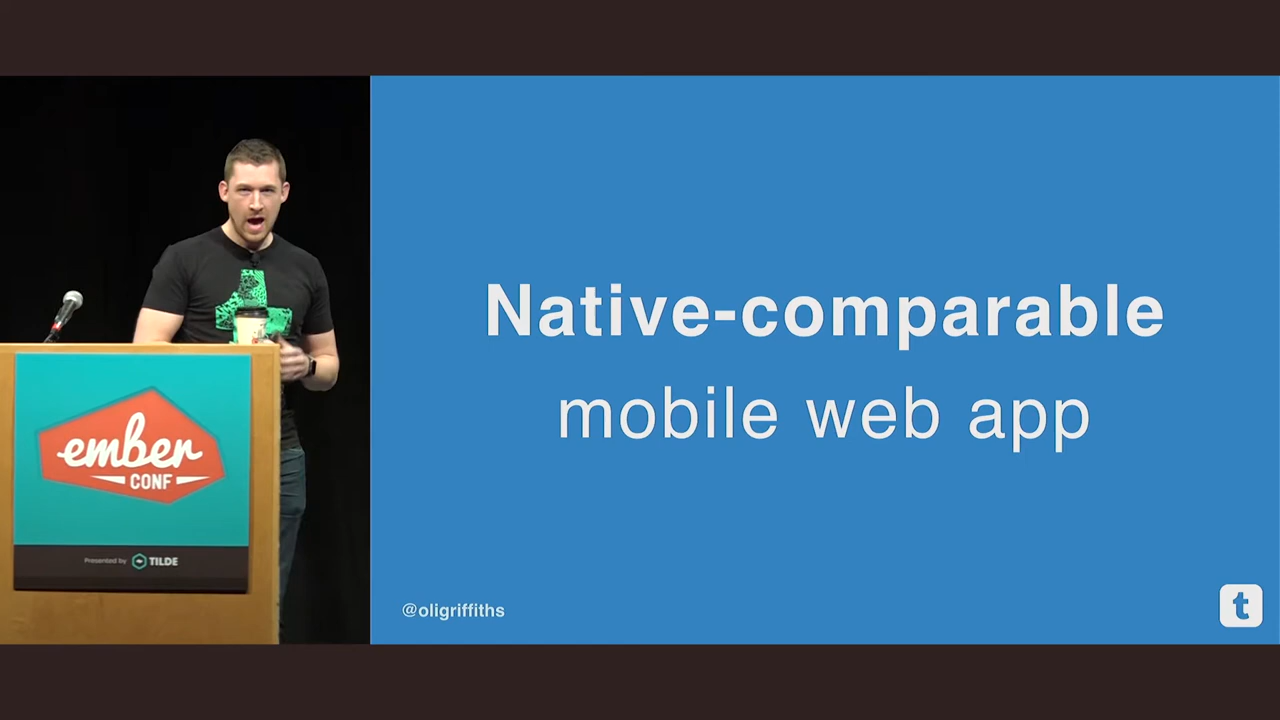 Native-comparable
mobile web app
ember
CONF
Presented by TILDE
@oligriffiths
t